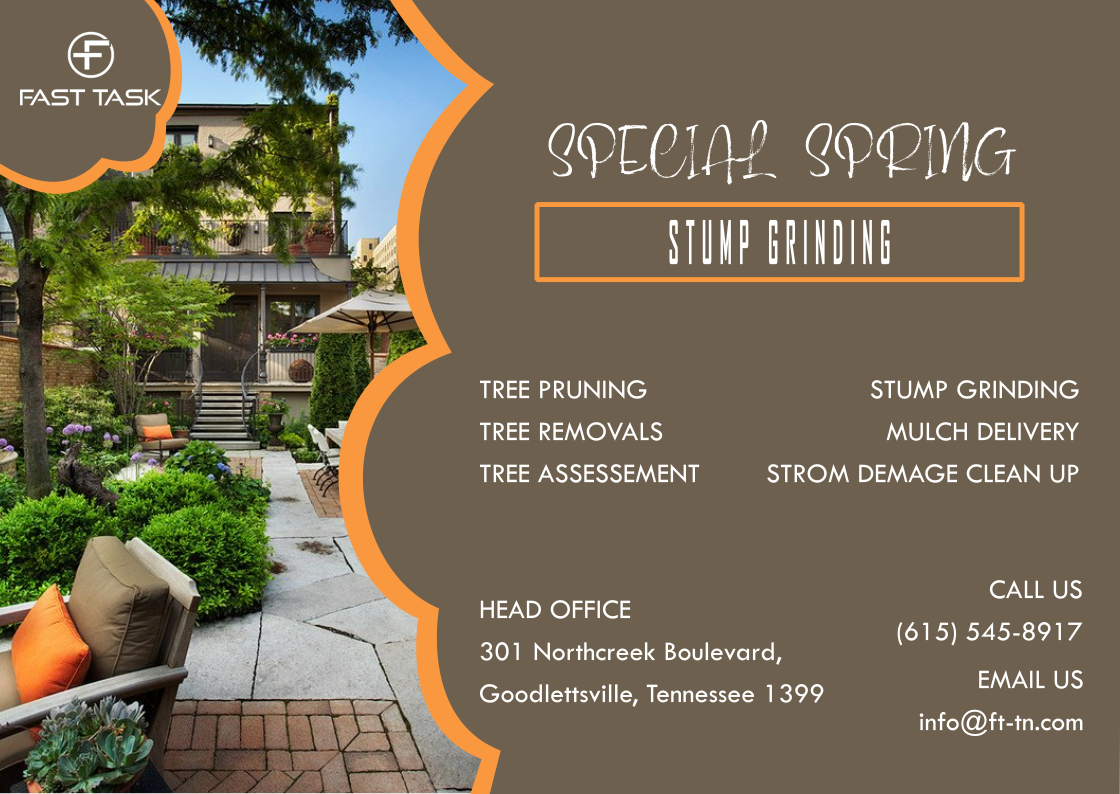 FAST TASK
SPECIAL SPRING
STUMP GRINDING
TREE PRUNING
TREE REMOVALS
TREE ASSESSEMENT
STUMP GRINDING
MULCH DELIVERY
STROM DEMAGE CLEAN UP
HEAD OFFICE
301 Northcreek Boulevard,
Goodlettsville, Tennessee 1399
CALL US
(615) 545-8917
EMAIL US
info@ft-tn.com